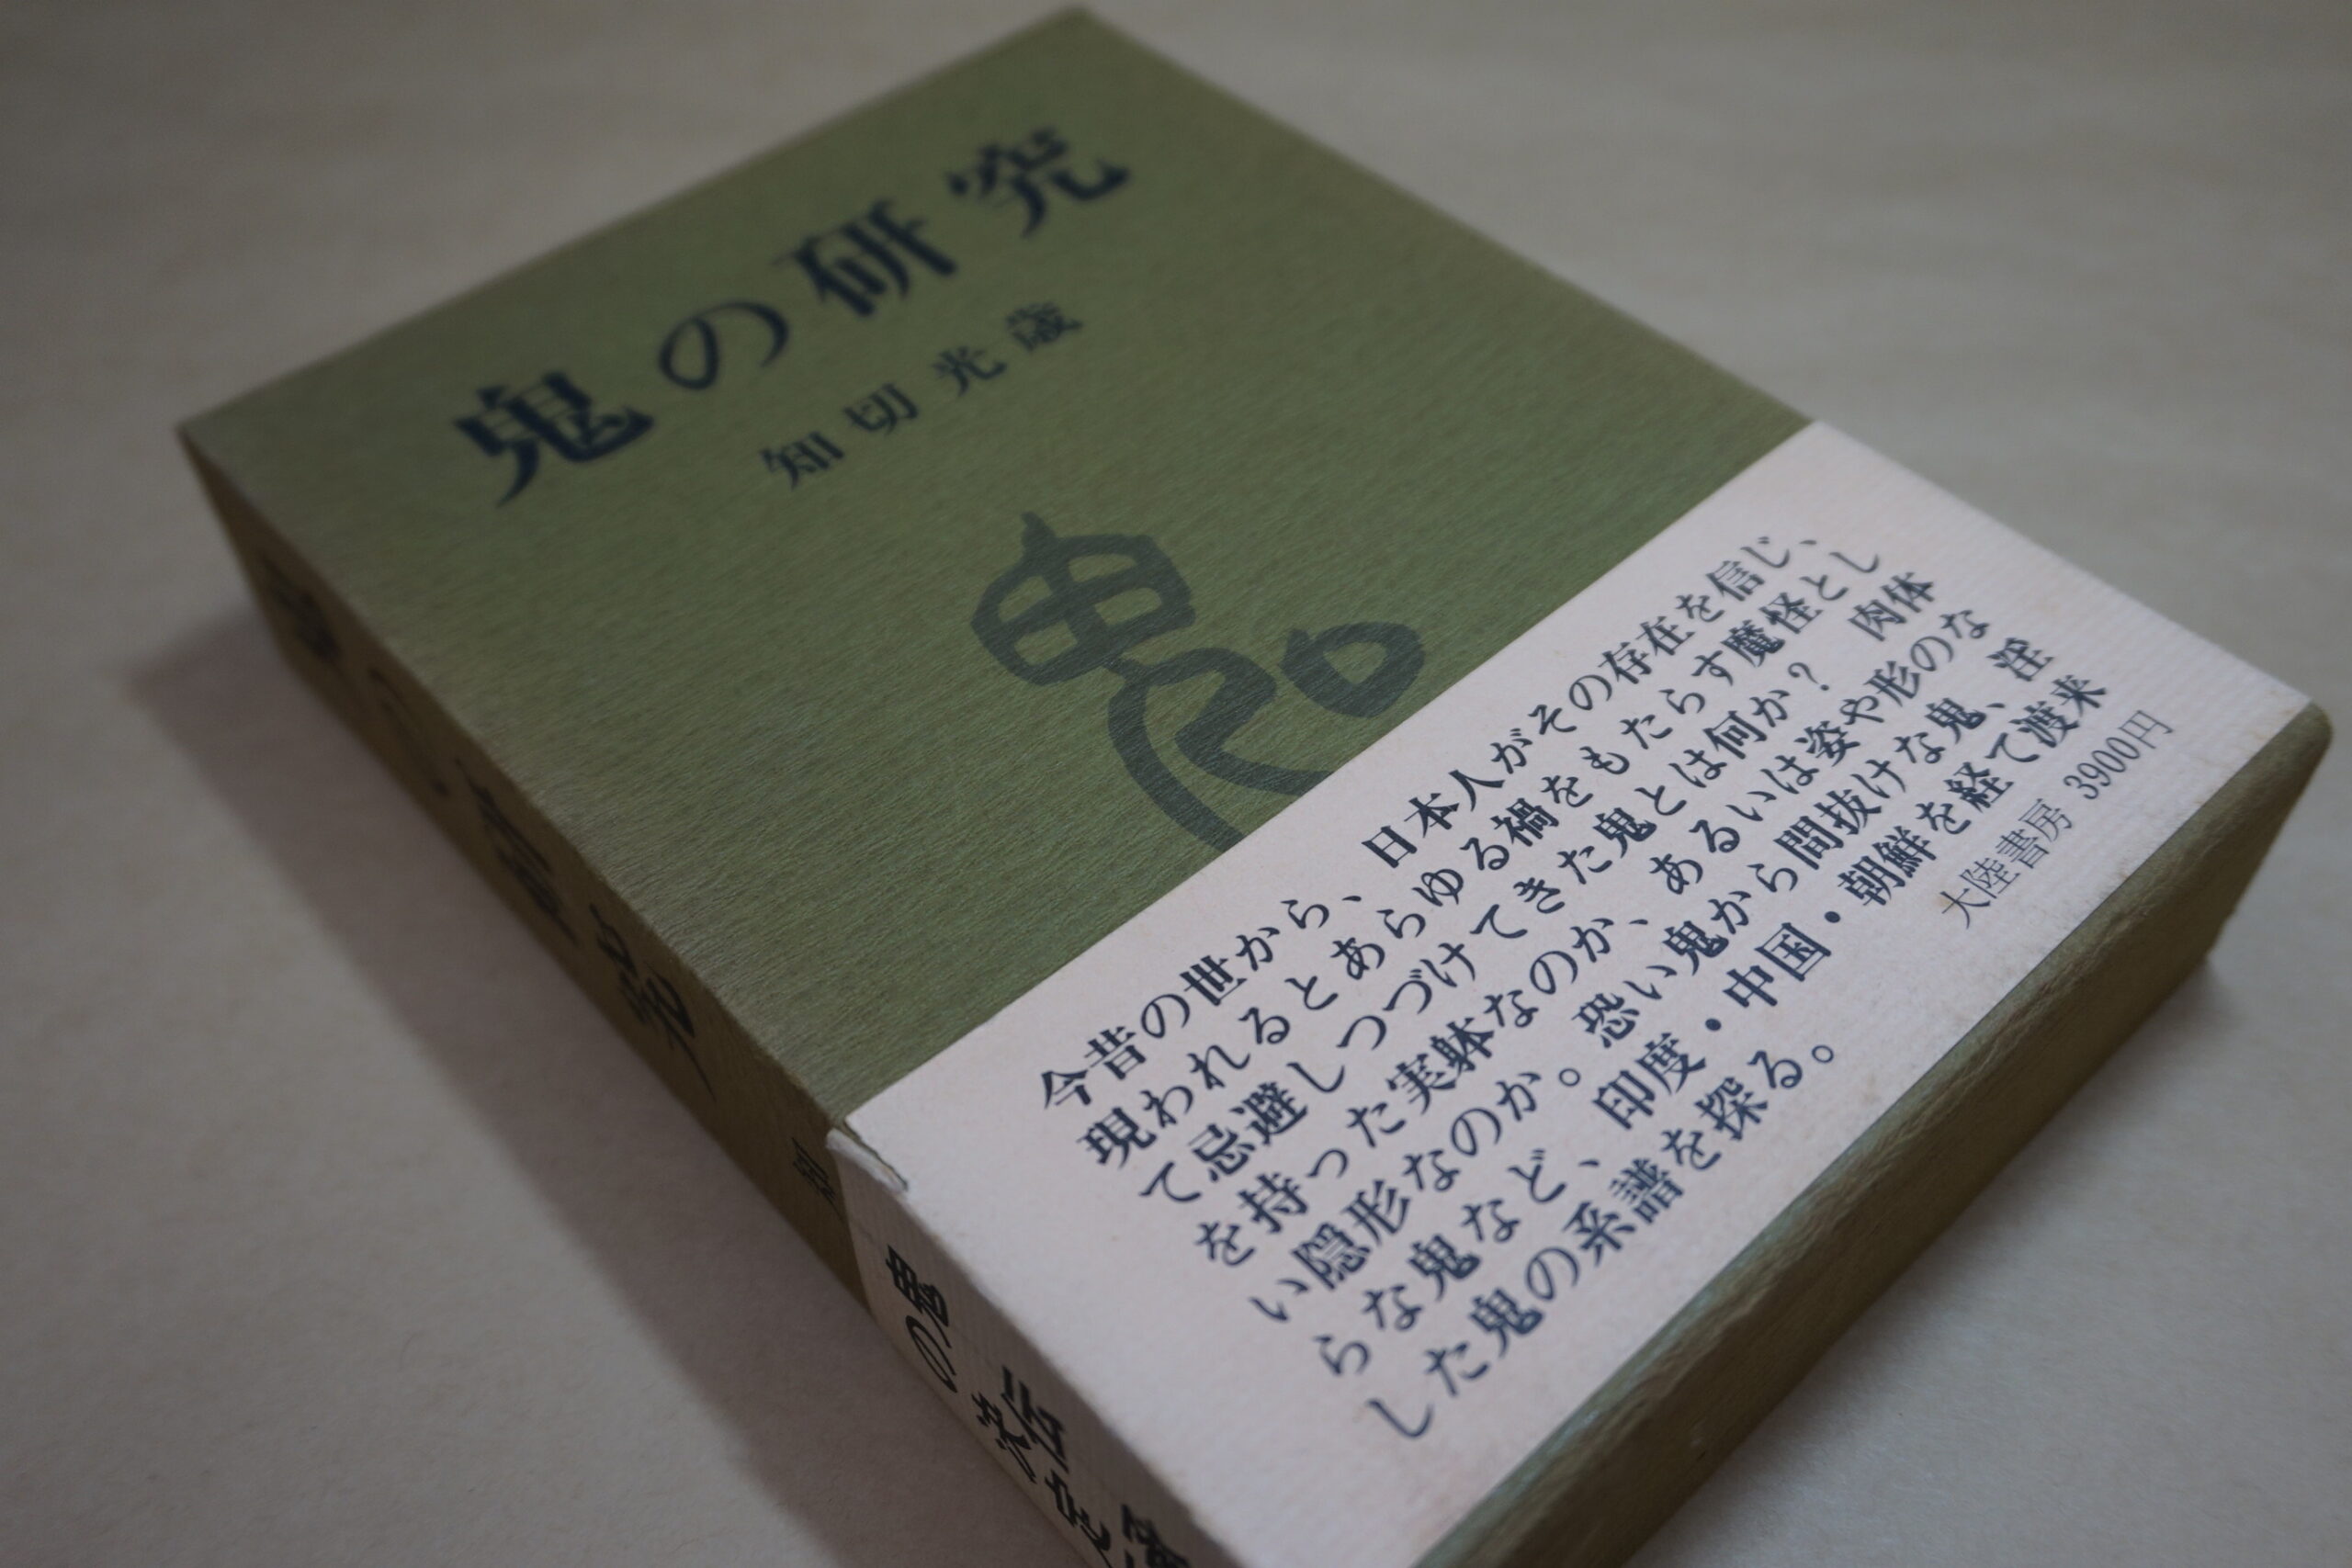 鬼の研究
知切光歳
今昔の世から、日本人がその存在を信じ、
現われるとあらゆる禍をもたらす魔怪とし
て忌避しつづけてきた鬼とは何か？ 肉体
を持った実躰なのか、あるいは姿や形のな
い隠形なのか。恐い鬼から間抜けな鬼、淫
らな鬼など、印度・中国・朝鮮を経て渡来
した鬼の系譜を探る。
大陸書房 3900円
鬼の研究
知
鬼の